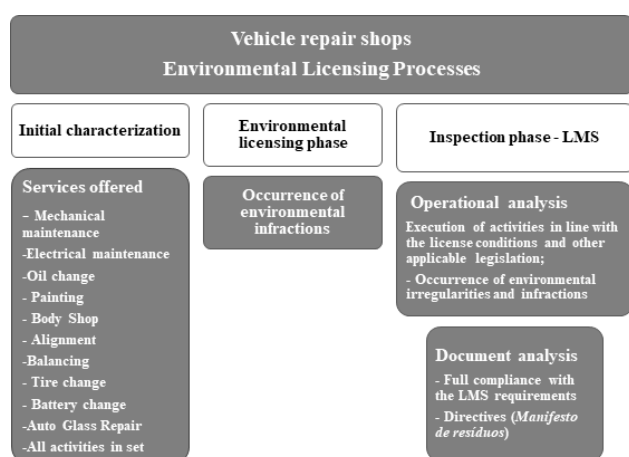 Vehicle repair shops
Environmental Licensing Processes
Initial characterization
Services offered
– Mechanical
maintenance
-Electrical maintenance
-Oil change
- Painting
- Body Shop
- Alignment
-Balancing
- Tire change
- Battery change
-Auto Glass Repair
-All activities in set
Environmental
licensing phase
Occurrence of
environmental
infractions
Inspection phase - LMS
Operational analysis
Execution of activities in line with
the license conditions and other
applicable legislation;
- Occurrence of environmental
irregularities and infractions
Document analysis
- Full compliance with
the LMS requirements
- Directives (Manifesto
de resíduos)